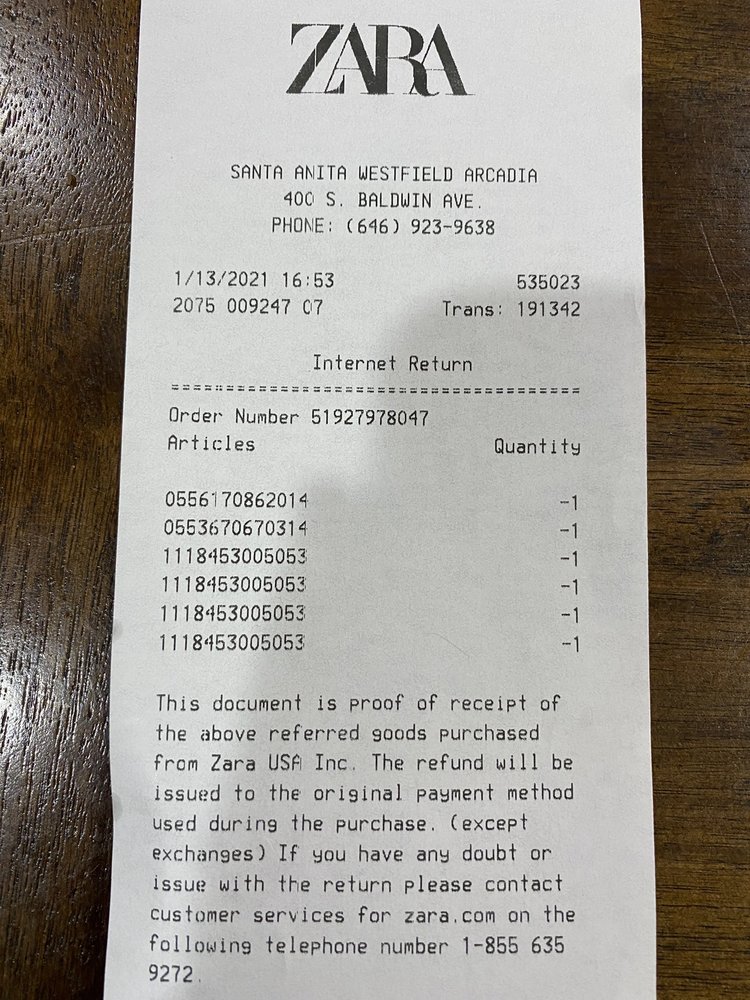 ZARA
SANTA ANITA WESTFIELD ARCADIA
400 S. BALDWIN AVE.
PHONE: (646) 923-9638
1/13/2021 16:53 535023
2075 009247 07 Trans: 191342
Internet Return
======================================
Order Number 51927978047
Articles Quantity
0556170862014 -1
0553670670314 -1
1118453005053 -1
1118453005053 -1
1118453005053 -1
1118453005053 -1
This document is proof of receipt of
the above referred goods purchased
from Zara USA Inc. The refund will be
issued to the original payment method
used during the purchase. (except
exchanges) If you have any doubt or
issue with the return please contact
customer services for zara.com on the
following telephone number 1-855 635
9272.